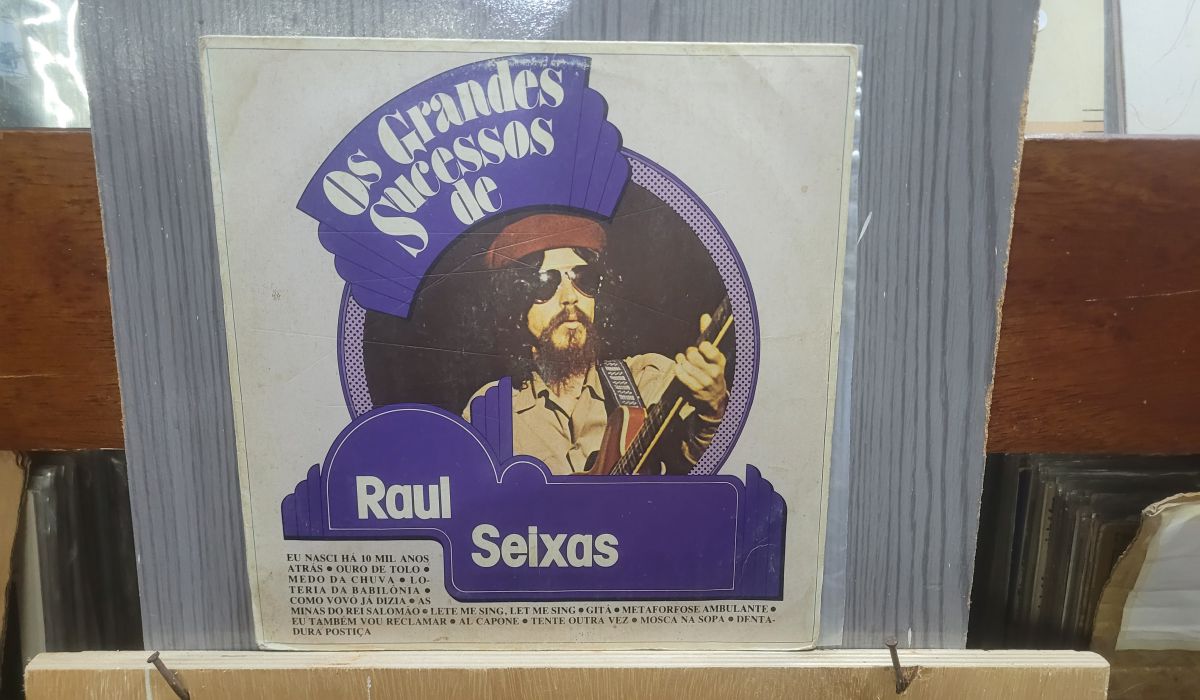 Os Grandes
Sucessos
de
Raul
Seixas
EU NASCI HÁ 10 MIL ANOS
ATRÁS • OURO DE TOLO •
MEDO DA CHUVA • LO-
TERIA DA BABILÔNIA •
COMO VOVÓ JÁ DIZIA • AS
MINAS DO REI SALOMÃO • LETE ME SING, LET ME SING • GITÁ • METAFORFOSE AMBULANTE •
EU TAMBÉM VOU RECLAMAR • AL CAPONE • TENTE OUTRA VEZ • MOSCA NA SOPA • DENTA-
DURA POSTIÇA